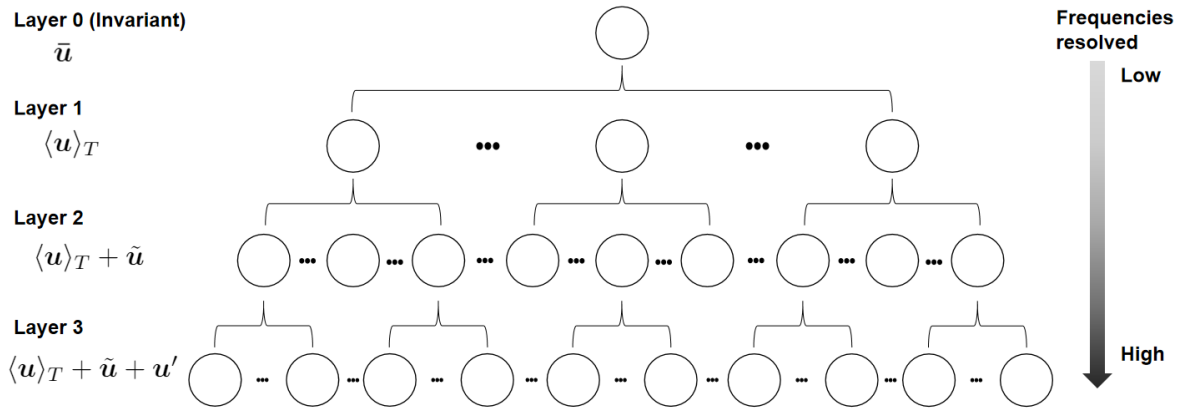 Layer 0 (Invariant)
ū
Frequencies
resolved
Low
Layer 1
⟨u⟩_T
•••
•••
Layer 2
⟨u⟩_T + ũ
••• ••• ••• ••• ••• ••• ••• •••
Layer 3
⟨u⟩_T + ũ + u′
••• ••• ••• ••• ••• ••• ••• ••• •••
High